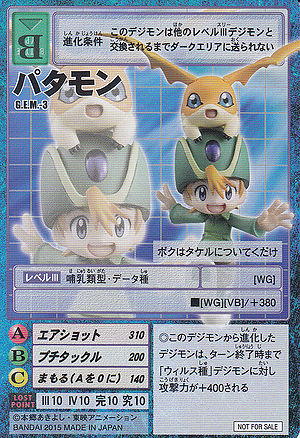 進化条件
このデジモンは他のレベルⅢデジモンと
交換されるまでダークエリアに送られない
B
パタモン
G.E.M.-3
ボクはタケルについてくだけ
レベルⅢ 哺乳類型・データ種 [WG]
■[WG][VB]/+380
A エアショット 310
B プチタックル 200
C まもる(Aを0に) 140
LOST POINT Ⅲ10 Ⅳ10 完10 究10
◎このデジモンから進化した
デジモンは、ターン終了時まで
「ウィルス種」デジモンに対し
攻撃力が+400される
©本郷あきよし・東映アニメーション
BANDAI 2015 MADE IN JAPAN
NOT FOR SALE